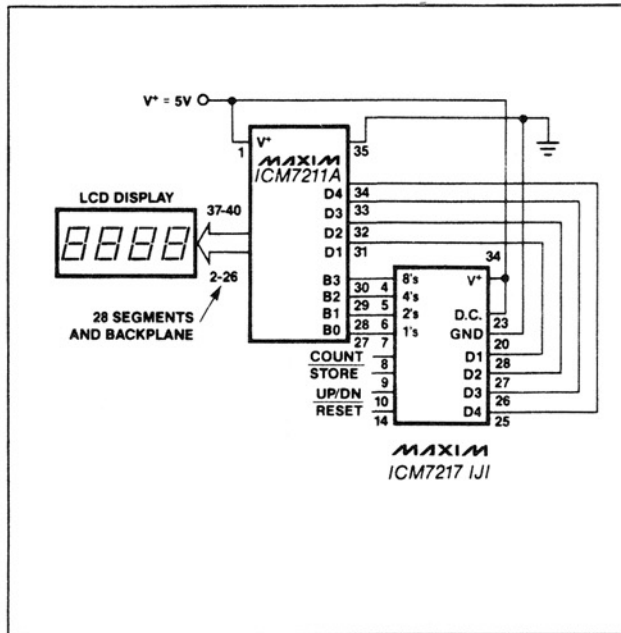 V+ = 5V
V+
1
35
MAXIM
ICM7211A
LCD DISPLAY
37-40
8888
2-26
28 SEGMENTS
AND BACKPLANE
D4
34
D3
33
D2
32
D1
31
B3
30
B2
29
B1
28
B0
27
34
8's
V+
4
4's
5
D.C.
2's
23
6
GND
1's
20
7
COUNT
D1
8
28
STORE
D2
9
27
UP/DN
D3
10
26
RESET
D4
14
25
MAXIM
ICM7217 IJI